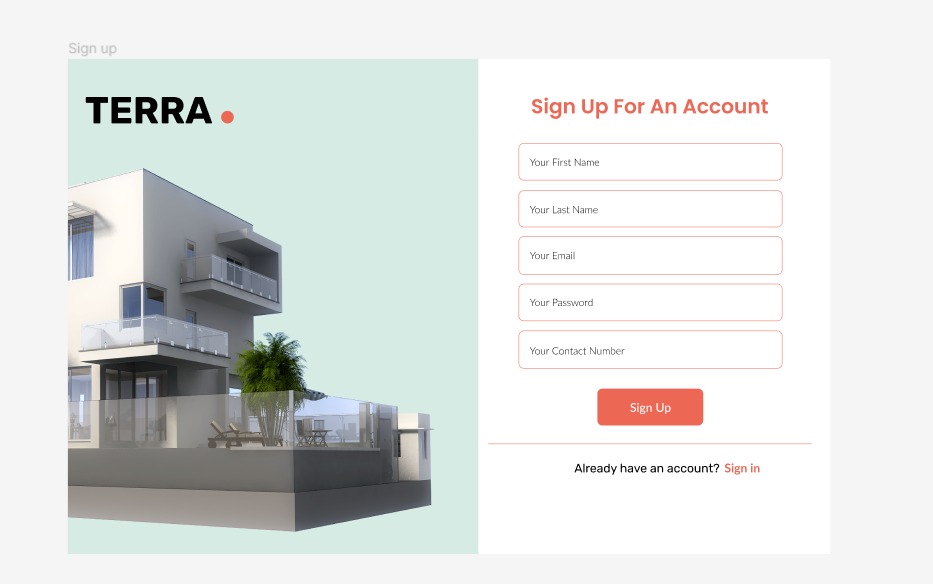 Sign up
TERRA.
Sign Up For An Account
Your First Name
Your Last Name
Your Email
Your Password
Your Contact Number
Sign Up
Already have an account? Sign in